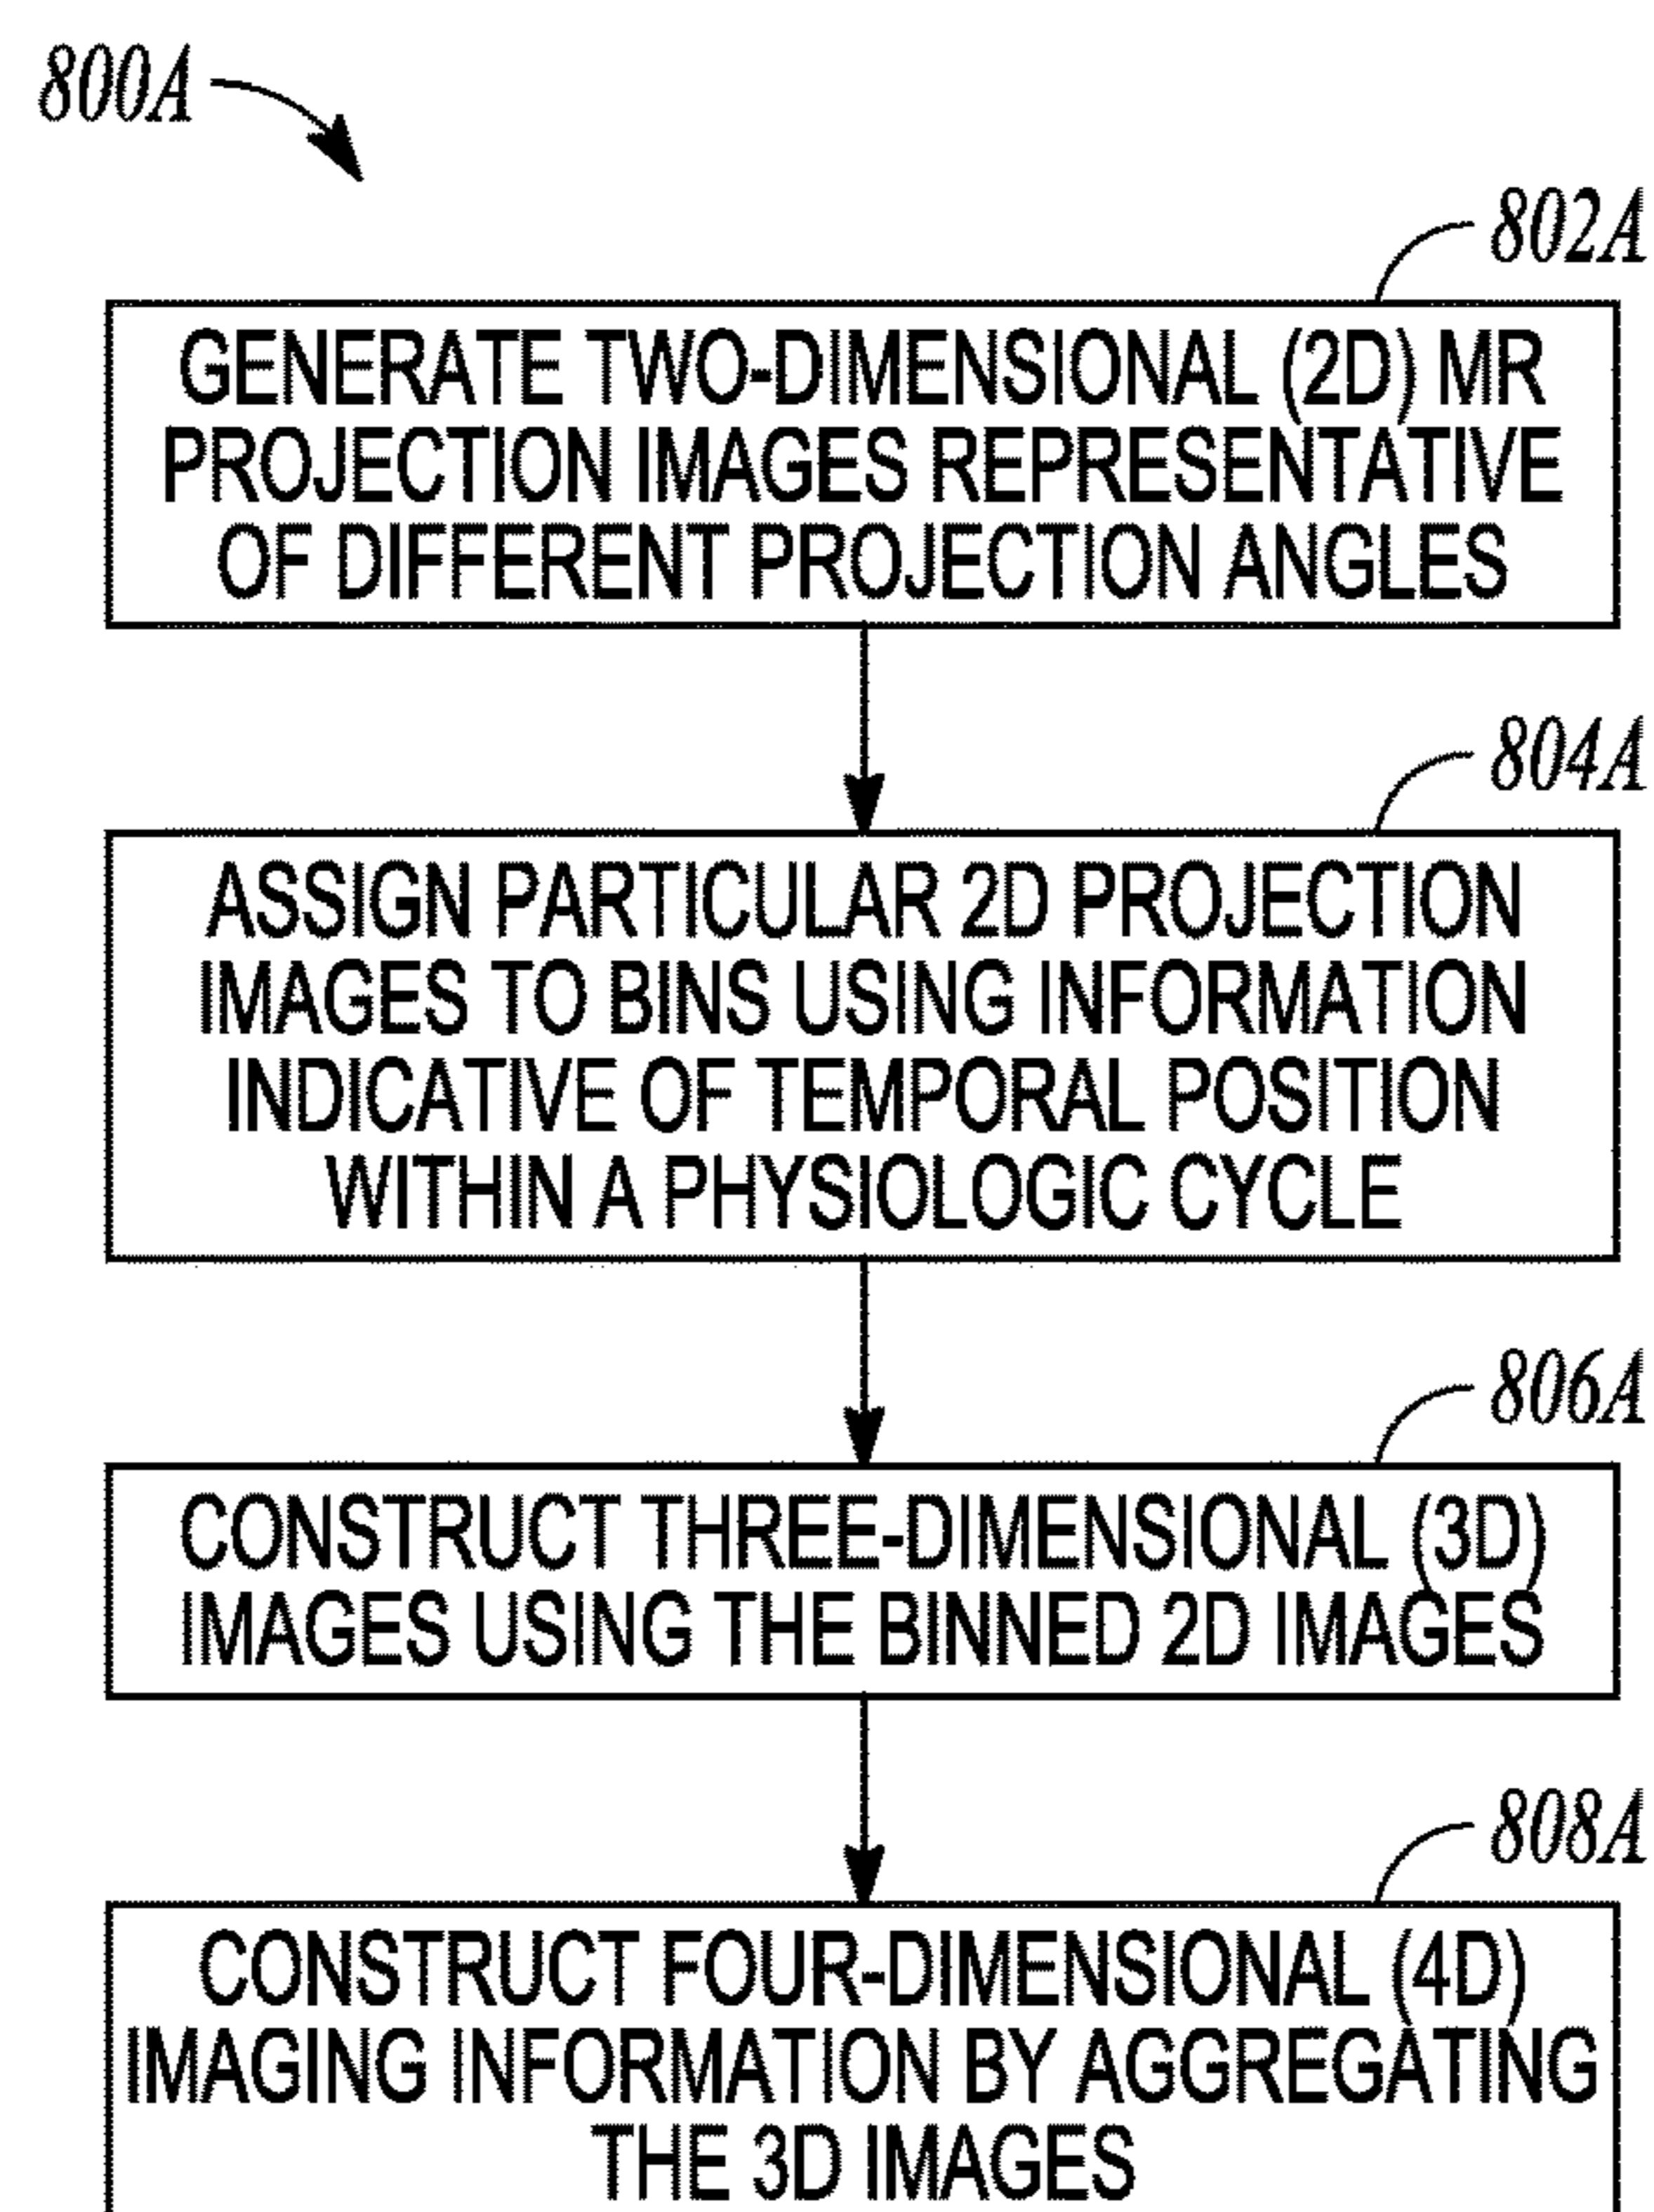 800A
802A
GENERATE TWO-DIMENSIONAL (2D) MR
PROJECTION IMAGES REPRESENTATIVE
OF DIFFERENT PROJECTION ANGLES
804A
ASSIGN PARTICULAR 2D PROJECTION
IMAGES TO BINS USING INFORMATION
INDICATIVE OF TEMPORAL POSITION
WITHIN A PHYSIOLOGIC CYCLE
806A
CONSTRUCT THREE-DIMENSIONAL (3D)
IMAGES USING THE BINNED 2D IMAGES
808A
CONSTRUCT FOUR-DIMENSIONAL (4D)
IMAGING INFORMATION BY AGGREGATING
THE 3D IMAGES